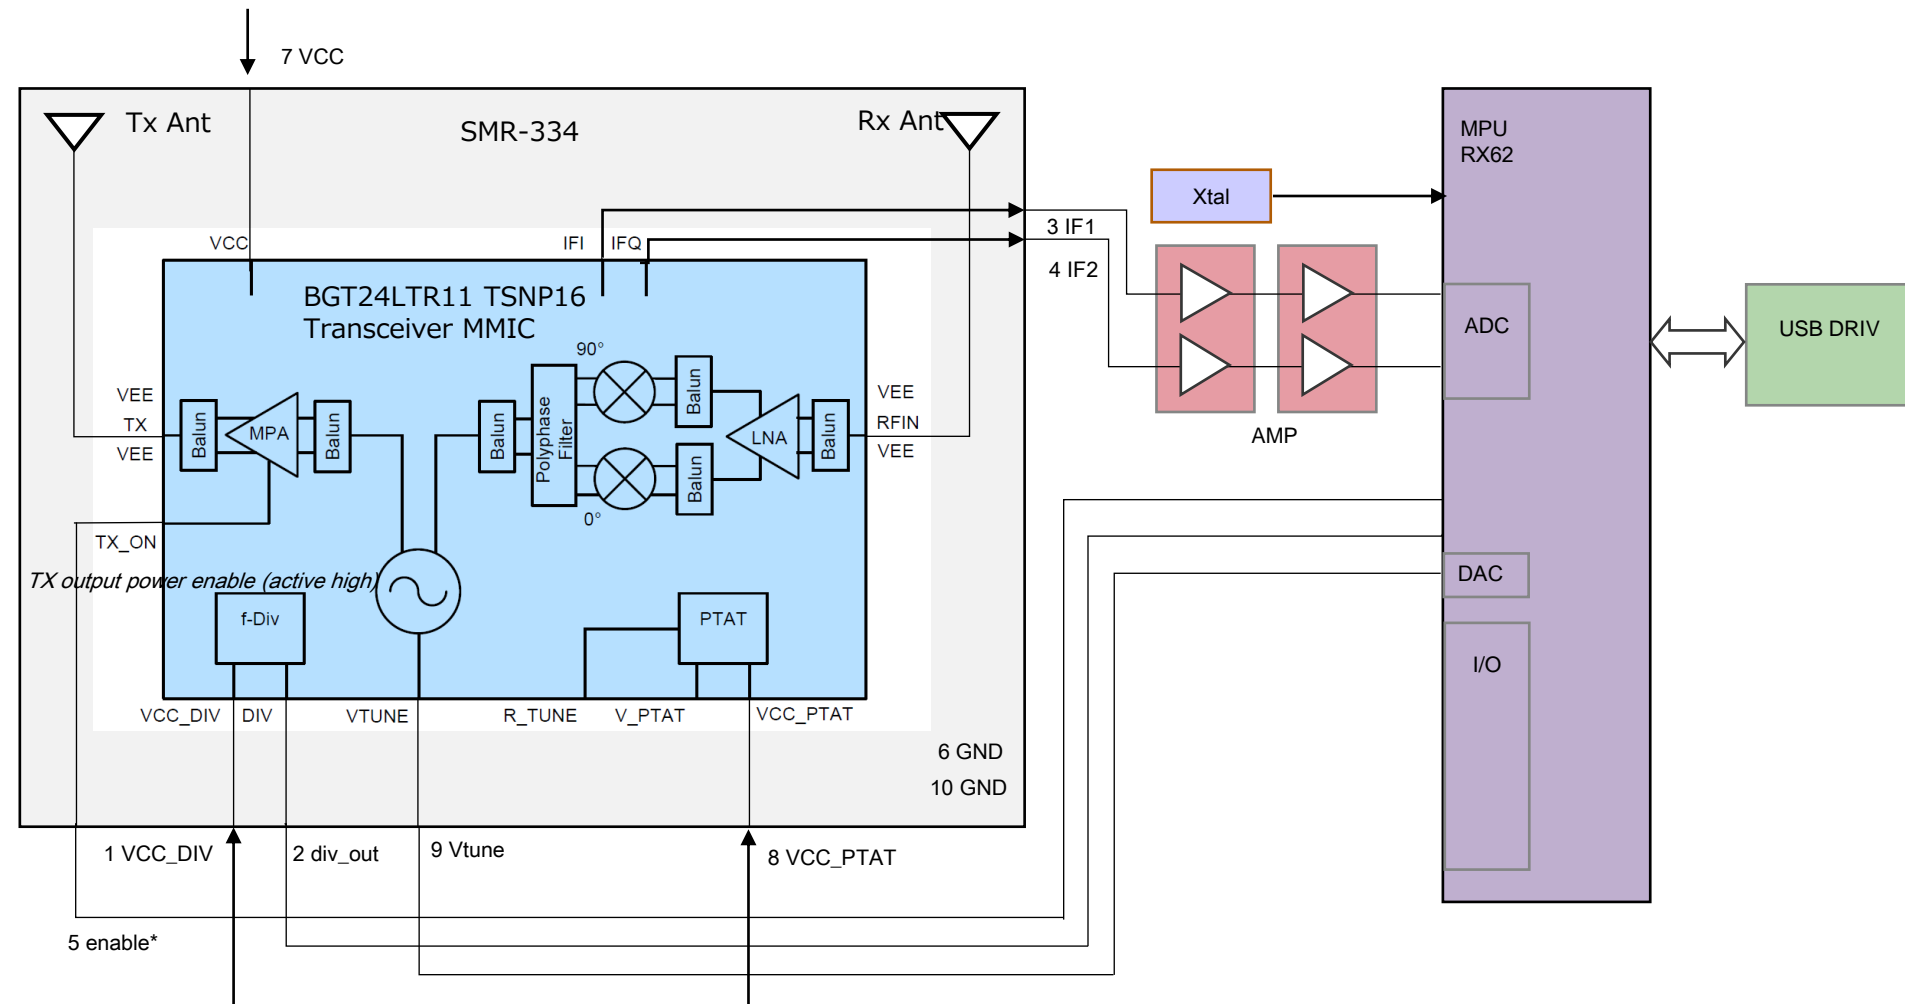 7 VCC
Tx Ant
SMR-334
Rx Ant
MPU
RX62
Xtal
3 IF1
4 IF2
VCC
IFI
IFQ
BGT24LTR11 TSNP16
Transceiver MMIC
ADC
USB DRIV
AMP
90°
0°
VEE
TX
VEE
Balun
MPA
Balun
Balun
Polyphase
Filter
Balun
Balun
LNA
Balun
VEE
RFIN
VEE
TX_ON
TX output power enable (active high)
f-Div
PTAT
DAC
I/O
VCC_DIV
DIV
VTUNE
R_TUNE
V_PTAT
VCC_PTAT
6 GND
10 GND
1 VCC_DIV
2 div_out
9 Vtune
8 VCC_PTAT
5 enable*